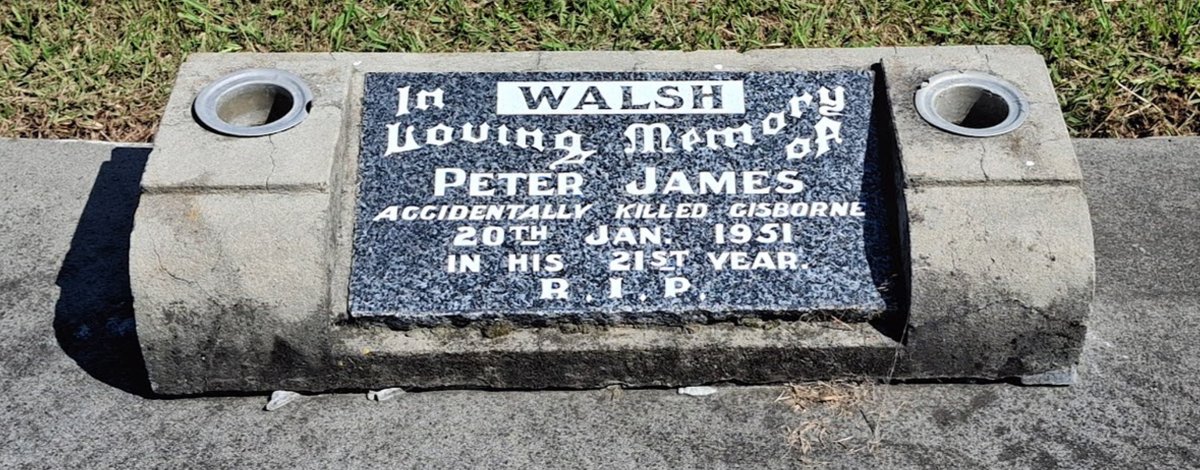 WALSH
In Loving Memory of
PETER JAMES
ACCIDENTALLY KILLED GISBORNE
20TH JAN. 1951
IN HIS 21ST YEAR.
R.I.P.